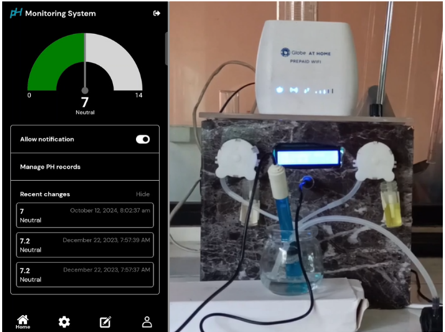 pH Monitoring System
0
14
7
Neutral
Allow notification
Manage PH records
Recent changes Hide
7 October 12, 2024, 8:02:37 am
Neutral
7.2 December 22, 2023, 7:57:39 AM
Neutral
7.2 December 22, 2023, 7:57:39 AM
Neutral
Home
Globe AT HOME
PREPAID WIFI